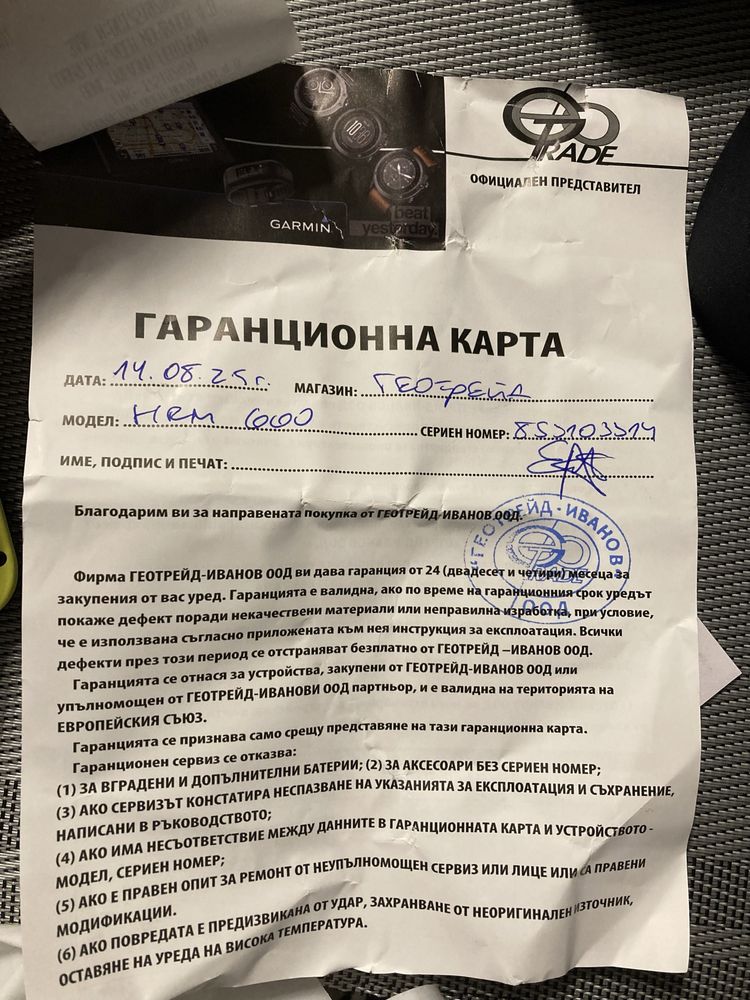 GEO
TRADE
ОФИЦИАЛЕН ПРЕДСТАВИТЕЛ
GARMIN
beat
yesterday
ГАРАНЦИОННА КАРТА
ДАТА: 14.08.25г. МАГАЗИН: ГЕОТРЕЙД
МОДЕЛ: HRM 600 СЕРИЕН НОМЕР: 853103314
ИМЕ, ПОДПИС И ПЕЧАТ:
Благодарим ви за направената покупка от ГЕОТРЕЙД-ИВАНОВ ООД.
"ГЕОТРЕЙД-ИВАНОВ" ООД
GEO
TRADE
Фирма ГЕОТРЕЙД-ИВАНОВ ООД ви дава гаранция от 24 (двадесет и четири) месеца за
закупения от вас уред. Гаранцията е валидна, ако по време на гаранционния срок уредът
покаже дефект поради некачествени материали или неправилна изработка, при условие,
че е използвана съгласно приложената към нея инструкция за експлоатация. Всички
дефекти през този период се отстраняват безплатно от ГЕОТРЕЙД –ИВАНОВ ООД.
Гаранцията се отнася за устройства, закупени от ГЕОТРЕЙД-ИВАНОВ ООД или
упълномощен от ГЕОТРЕЙД-ИВАНОВИ ООД партньор, и е валидна на територията на
ЕВРОПЕЙСКИЯ СЪЮЗ.
Гаранцията се признава само срещу представяне на тази гаранционна карта.
Гаранционен сервиз се отказва:
(1) ЗА ВГРАДЕНИ И ДОПЪЛНИТЕЛНИ БАТЕРИИ; (2) ЗА АКСЕСОАРИ БЕЗ СЕРИЕН НОМЕР;
(3) АКО СЕРВИЗЪТ КОНСТАТИРА НЕСПАЗВАНЕ НА УКАЗАНИЯТА ЗА ЕКСПЛОАТАЦИЯ И СЪХРАНЕНИЕ,
НАПИСАНИ В РЪКОВОДСТВОТО;
(4) АКО ИМА НЕСЪОТВЕТСТВИЕ МЕЖДУ ДАННИТЕ В ГАРАНЦИОННАТА КАРТА И УСТРОЙСТВОТО -
МОДЕЛ, СЕРИЕН НОМЕР;
(5) АКО Е ПРАВЕН ОПИТ ЗА РЕМОНТ ОТ НЕУПЪЛНОМОЩЕН СЕРВИЗ ИЛИ ЛИЦЕ ИЛИ СА ПРАВЕНИ
МОДИФИКАЦИИ.
(6) АКО ПОВРЕДАТА Е ПРЕДИЗВИКАНА ОТ УДАР, ЗАХРАНВАНЕ ОТ НЕОРИГИНАЛЕН ИЗТОЧНИК,
ОСТАВЯНЕ НА УРЕДА НА ВИСОКА ТЕМПЕРАТУРА.